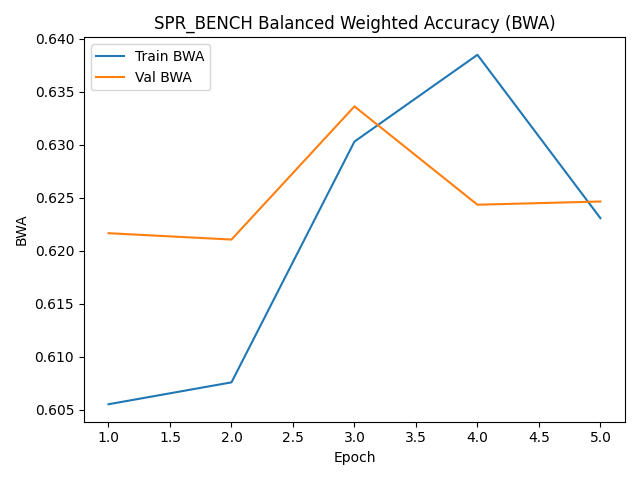 SPR_BENCH Balanced Weighted Accuracy (BWA)
Train BWA
Val BWA
BWA
0.640
0.635
0.630
0.625
0.620
0.615
0.610
0.605
1.0 1.5 2.0 2.5 3.0 3.5 4.0 4.5 5.0
Epoch